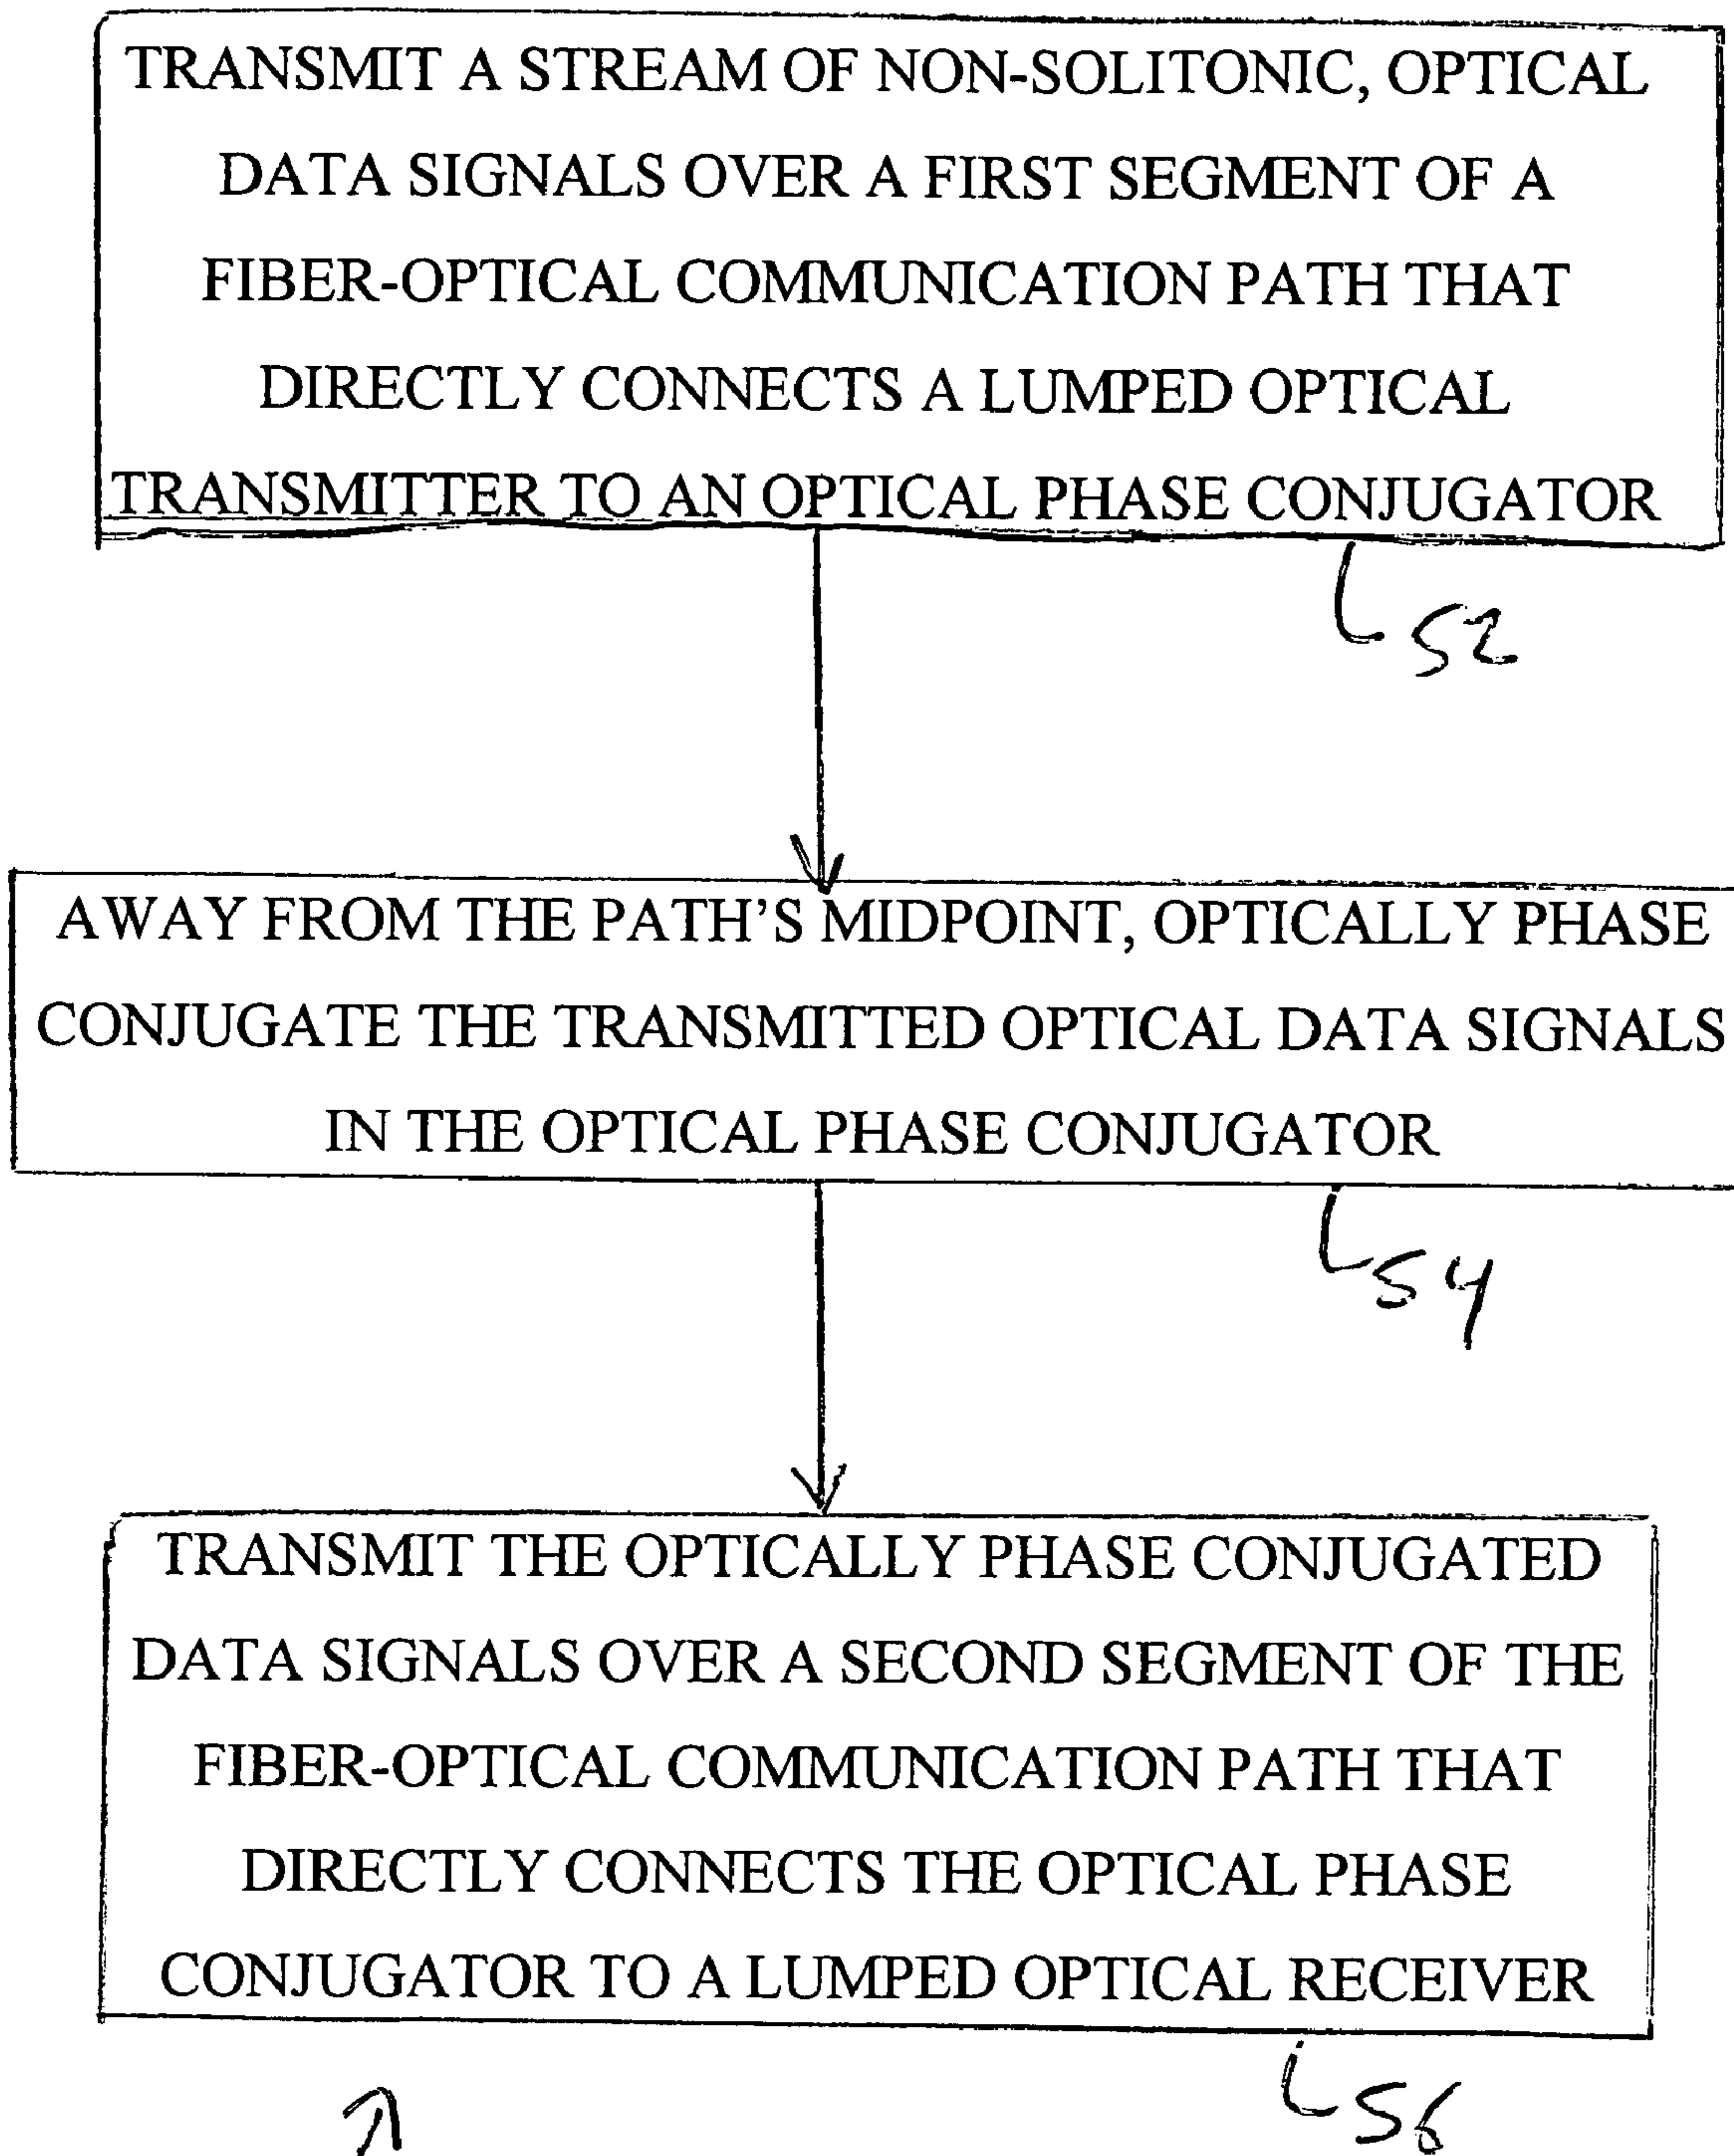 TRANSMIT A STREAM OF NON-SOLITONIC, OPTICAL
DATA SIGNALS OVER A FIRST SEGMENT OF A
FIBER-OPTICAL COMMUNICATION PATH THAT
DIRECTLY CONNECTS A LUMPED OPTICAL
TRANSMITTER TO AN OPTICAL PHASE CONJUGATOR
52
AWAY FROM THE PATH'S MIDPOINT, OPTICALLY PHASE
CONJUGATE THE TRANSMITTED OPTICAL DATA SIGNALS
IN THE OPTICAL PHASE CONJUGATOR
54
TRANSMIT THE OPTICALLY PHASE CONJUGATED
DATA SIGNALS OVER A SECOND SEGMENT OF THE
FIBER-OPTICAL COMMUNICATION PATH THAT
DIRECTLY CONNECTS THE OPTICAL PHASE
CONJUGATOR TO A LUMPED OPTICAL RECEIVER
56